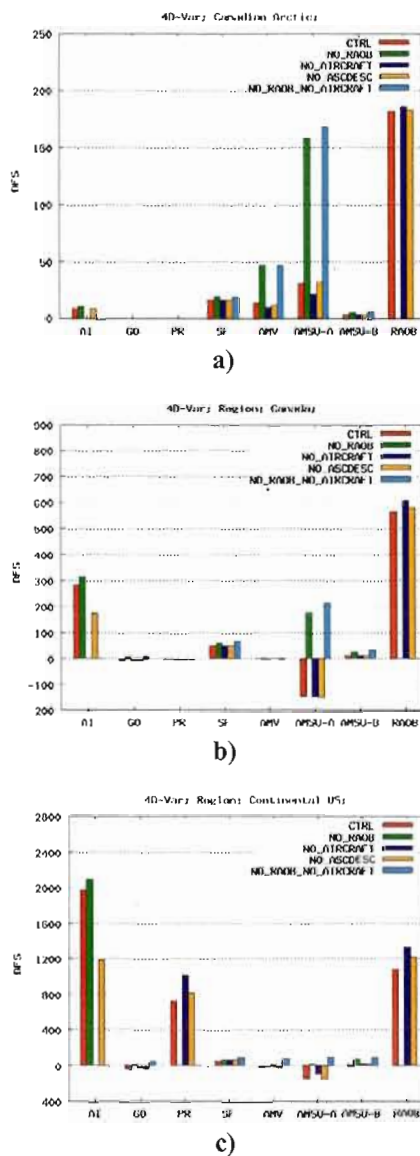 4D-Var; Canadian Arctic;
CTRL
NO_RAOB
NO_AIRCRAFT
NO_ASCDESC
NO_RAOB_NO_AIRCRAFT
250
200
150
100
50
0
DFS
AI GO PR SF AMV AMSU-A AMSU-B RAOB
a)
4D-Var; Region; Canada;
CTRL
NO_RAOB
NO_AIRCRAFT
NO_ASCDESC
NO_RAOB_NO_AIRCRAFT
900
800
700
600
500
400
300
200
100
0
-100
200
DFS
AI GO PR SF AMV AMSU-A AMSU-B RAOB
b)
4D-Var; Region; Continental US;
CTRL
NO_RAOB
NO_AIRCRAFT
NO_ASCDESC
NO_RAOB_NO_AIRCRAFT
2800
2400
2000
1600
1200
800
400
0
400
DFS
AI GO PR SF AMV AMSU-A AMSU-B RAOB
c)